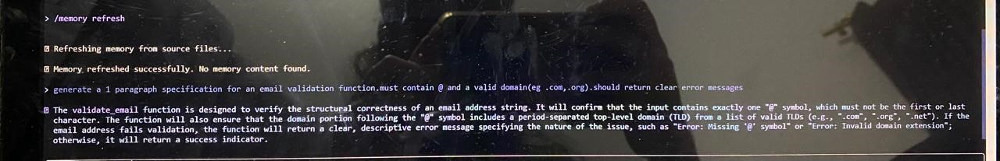 > /memory refresh
Refreshing memory from source files...
Memory refreshed successfully. No memory content found.
> generate a 1 paragraph specification for an email validation function.must contain @ and a valid domain(eg .com,.org).should return clear error messages
The validate_email function is designed to verify the structural correctness of an email address string. It will confirm that the input contains exactly one "@" symbol, which must not be the first or last
character. The function will also ensure that the domain portion following the "@" symbol includes a period-separated top-level domain (TLD) from a list of valid TLDs (e.g., ".com", ".org", ".net"). If the
email address fails validation, the function will return a clear, descriptive error message specifying the nature of the issue, such as "Error: Missing '@' symbol" or "Error: Invalid domain extension";
otherwise, it will return a success indicator.